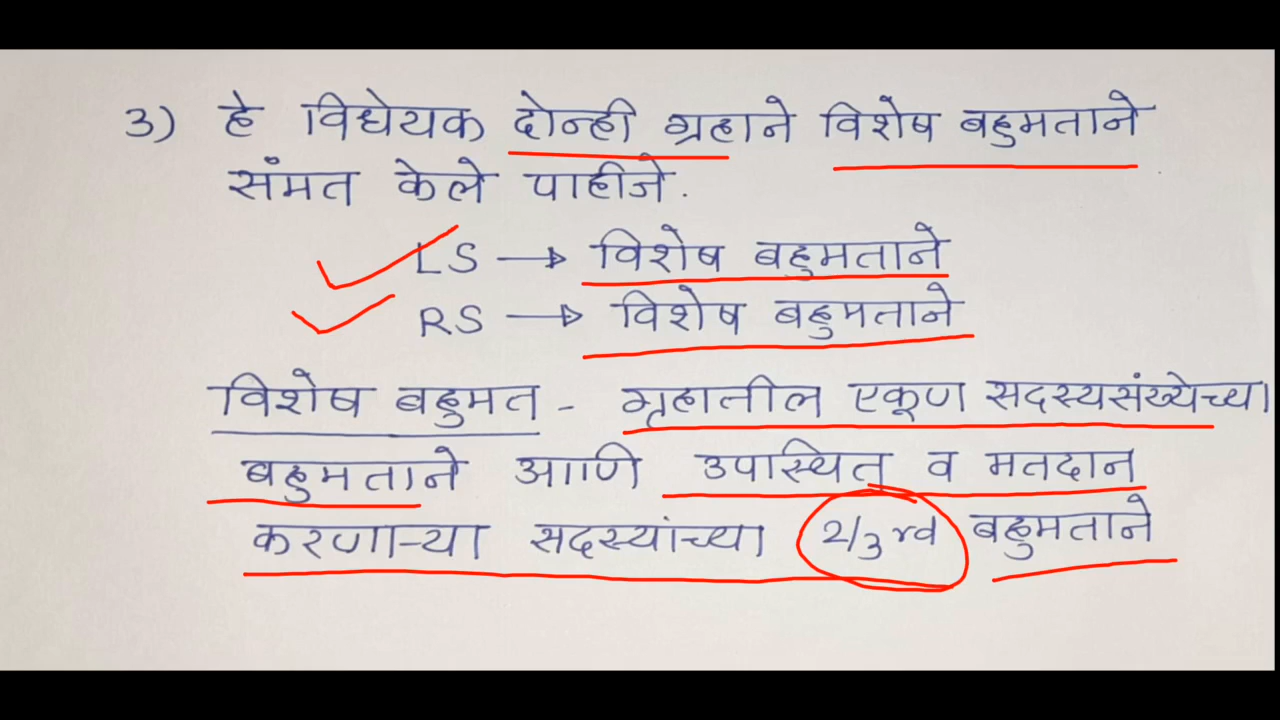 3) हे विधेयक दोन्ही ग्रहाने विशेष बहुमताने
संमत केले पाहीजे.
LS → विशेष बहुमताने
RS → विशेष बहुमताने
विशेष बहुमत - गृहातील एकूण सदस्यसंख्येच्या
बहुमताने आणि उपस्थित व मतदान
करणाऱ्या सदस्यांच्या 2/3 rd बहुमताने